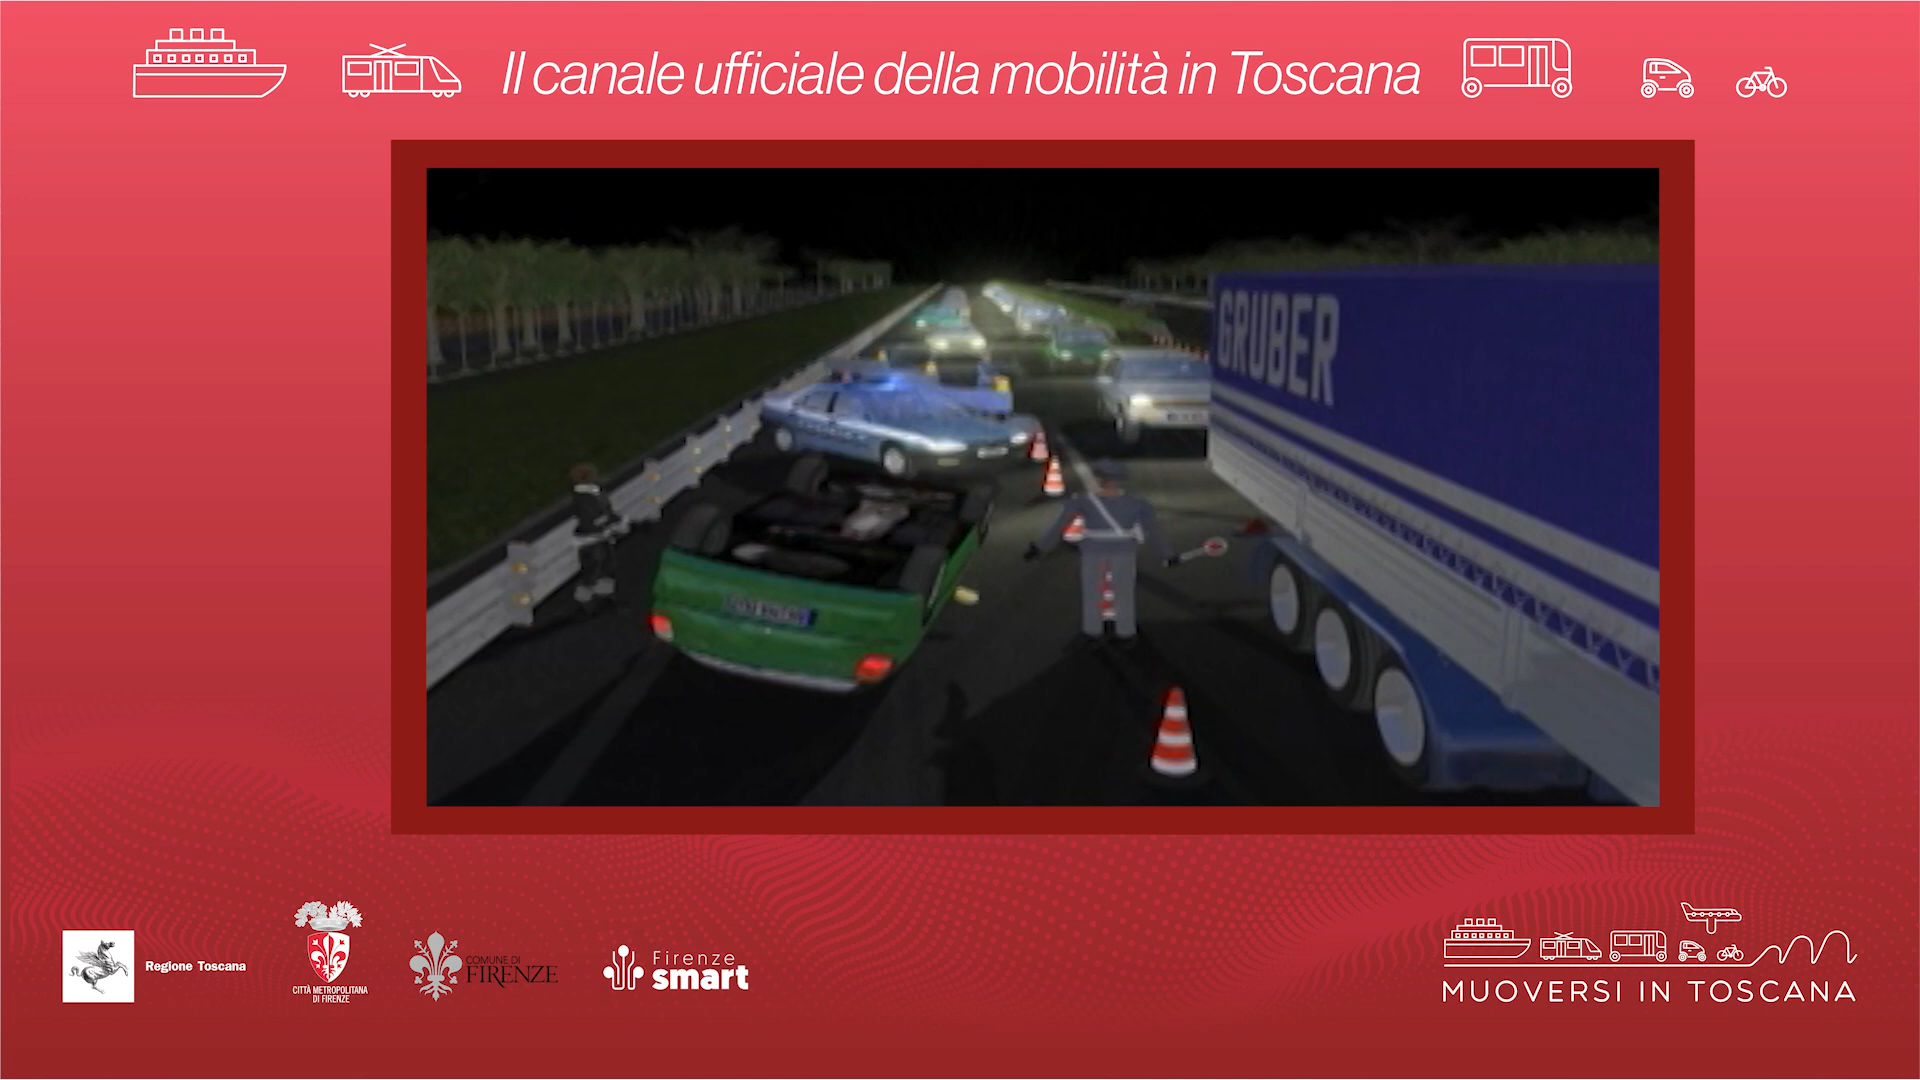 Il canale ufficiale della mobilità in Toscana
GRUBER
Regione Toscana
CITTÀ METROPOLITANA
DI FIRENZE
COMUNE DI
FIRENZE
Firenze
smart
MUOVERSI IN TOSCANA